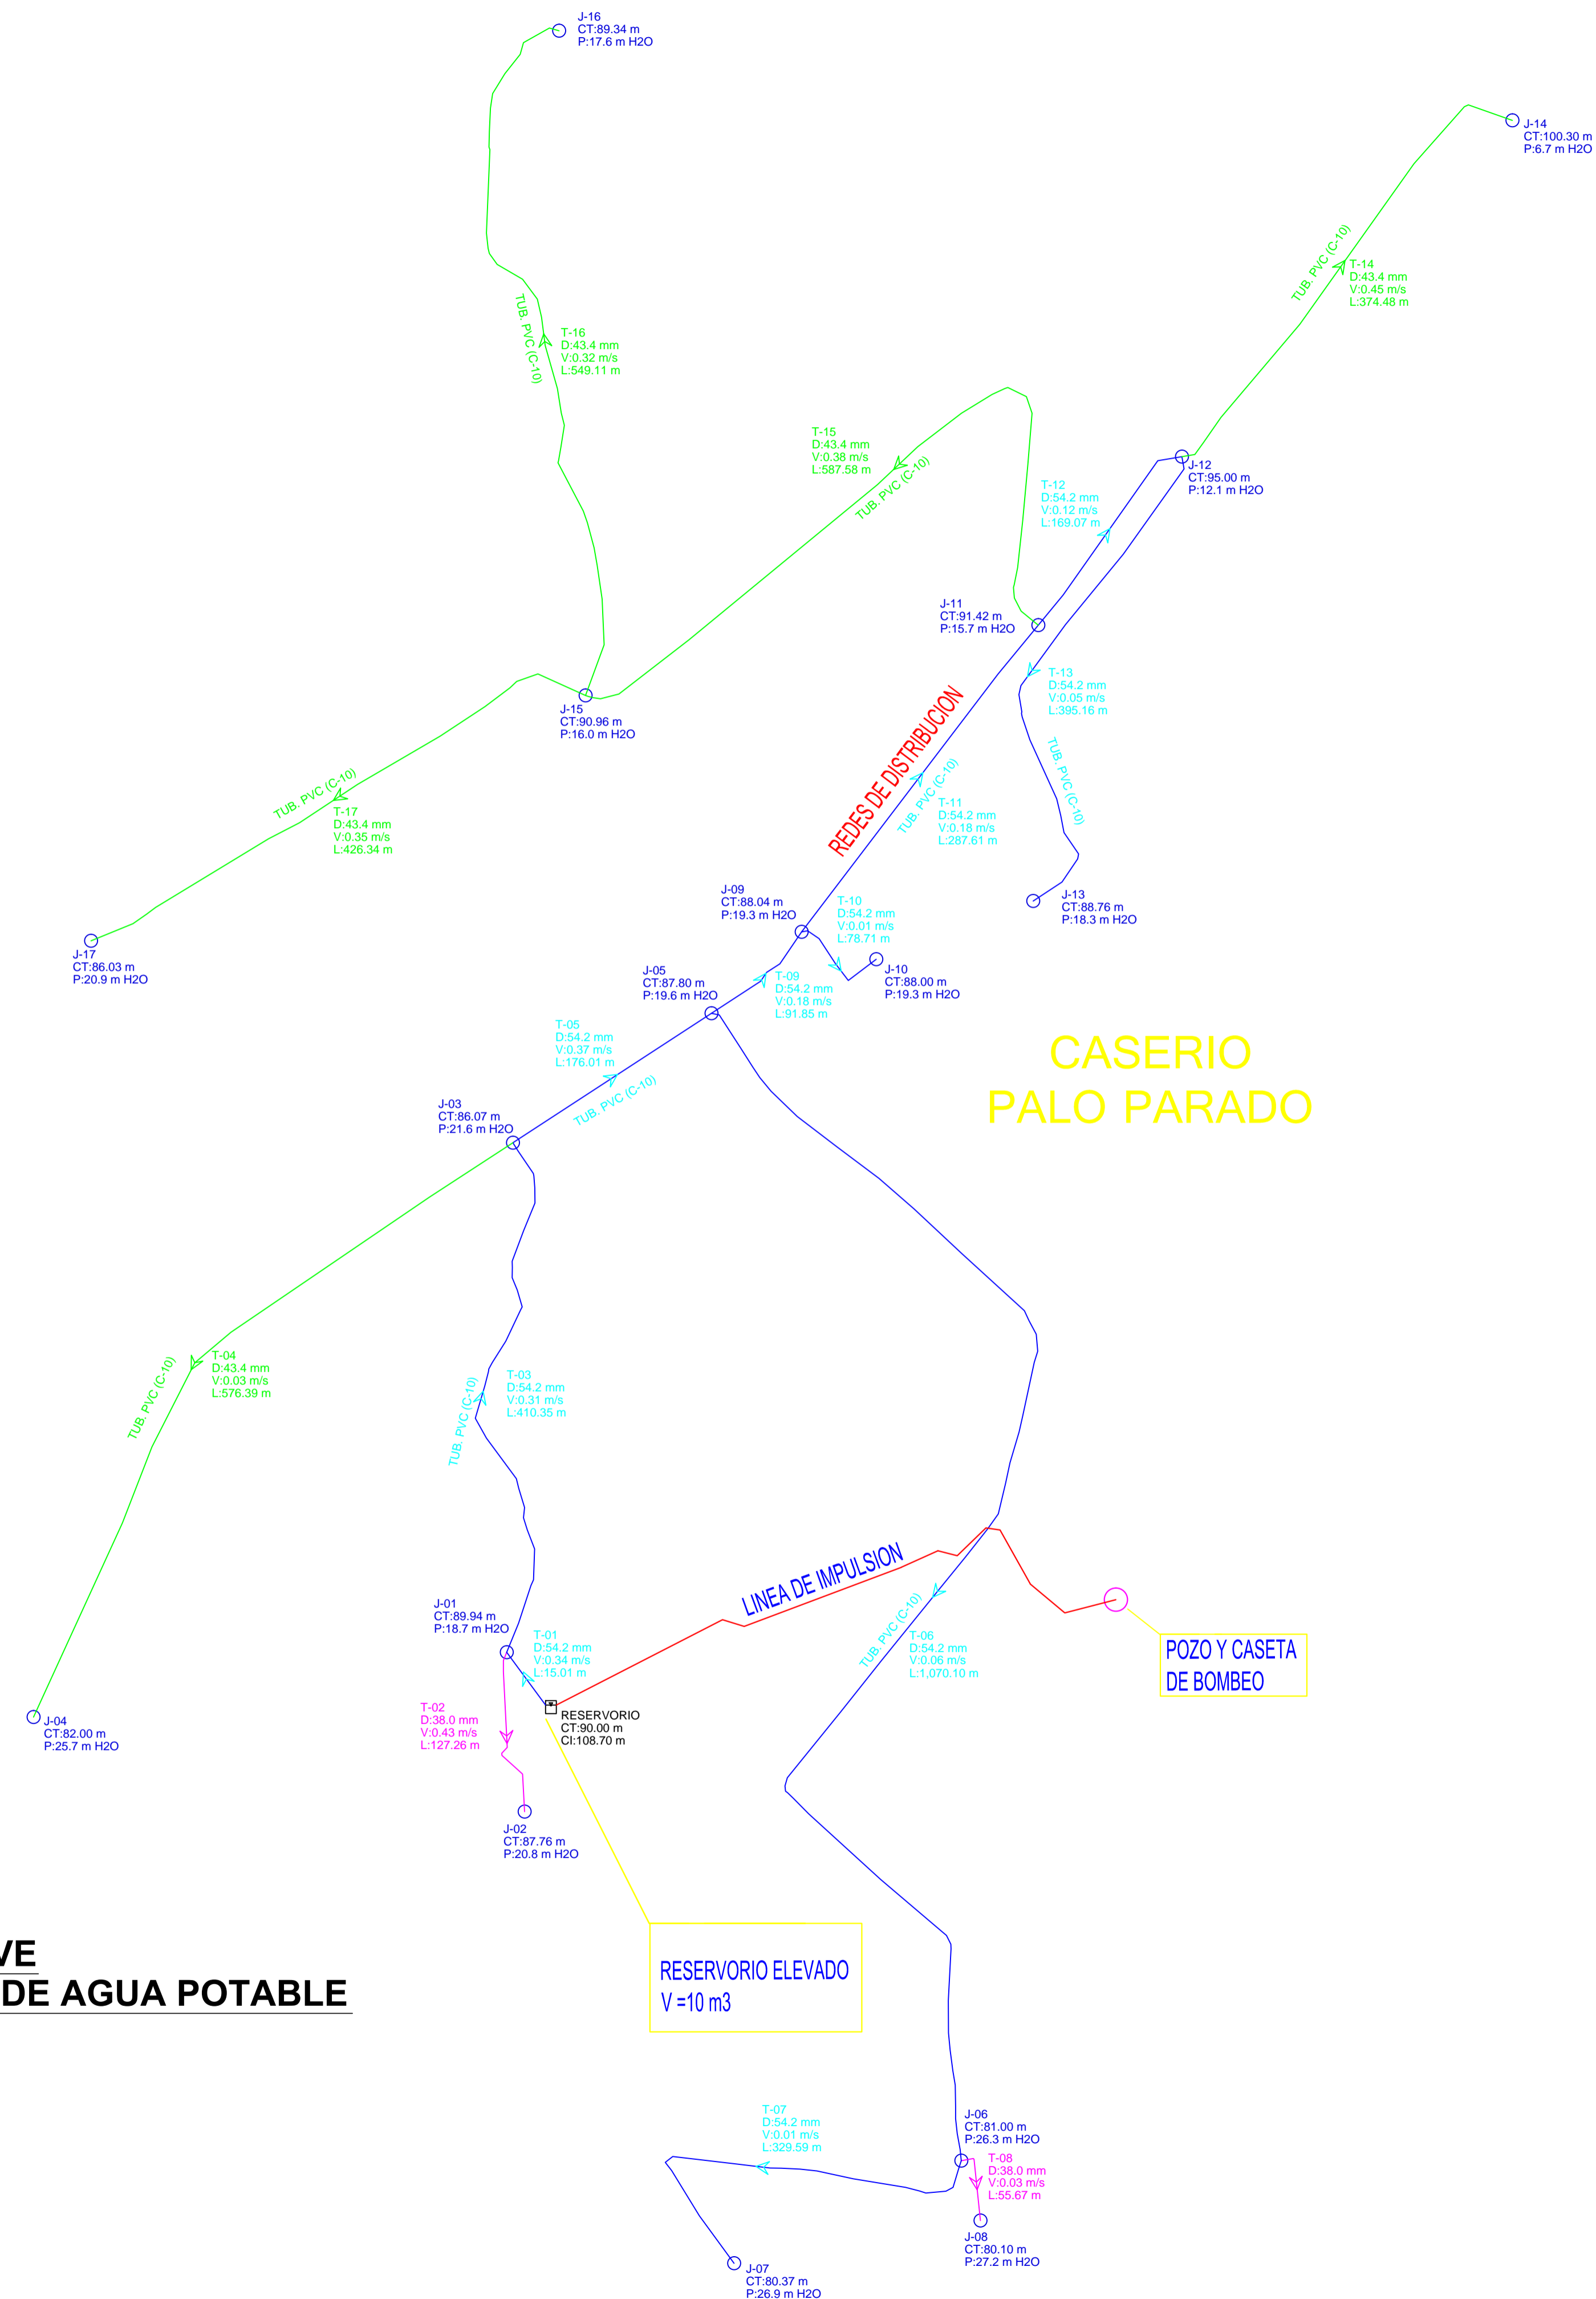 J-16
CT:89.34 m
P:17.6 m H2O
J-14
CT:100.30 m
P:6.7 m H2O
TUB. PVC (C-10)
T-14
D:43.4 mm
V:0.45 m/s
L:374.48 m
TUB. PVC (C-10)
T-16
D:43.4 mm
V:0.32 m/s
L:549.11 m
T-15
D:43.4 mm
V:0.38 m/s
L:587.58 m
TUB. PVC (C-10)
J-12
CT:95.00 m
P:12.1 m H2O
T-12
D:54.2 mm
V:0.12 m/s
L:169.07 m
J-11
CT:91.42 m
P:15.7 m H2O
T-13
D:54.2 mm
V:0.05 m/s
L:395.16 m
TUB. PVC (C-10)
J-15
CT:90.96 m
P:16.0 m H2O
REDES DE DISTRIBUCION
TUB. PVC (C-10)
T-11
D:54.2 mm
V:0.18 m/s
L:287.61 m
TUB. PVC (C-10)
T-17
D:43.4 mm
V:0.35 m/s
L:426.34 m
J-09
CT:88.04 m
P:19.3 m H2O
T-10
D:54.2 mm
V:0.01 m/s
L:78.71 m
J-13
CT:88.76 m
P:18.3 m H2O
J-17
CT:86.03 m
P:20.9 m H2O
J-05
CT:87.80 m
P:19.6 m H2O
T-09
D:54.2 mm
V:0.18 m/s
L:91.85 m
J-10
CT:88.00 m
P:19.3 m H2O
T-05
D:54.2 mm
V:0.37 m/s
L:176.01 m
TUB. PVC (C-10)
CASERIO
PALO PARADO
J-03
CT:86.07 m
P:21.6 m H2O
TUB. PVC (C-10)
T-04
D:43.4 mm
V:0.03 m/s
L:576.39 m
TUB. PVC (C-10)
T-03
D:54.2 mm
V:0.31 m/s
L:410.35 m
LINEA DE IMPULSION
J-01
CT:89.94 m
P:18.7 m H2O
T-01
D:54.2 mm
V:0.34 m/s
L:15.01 m
TUB. PVC (C-10)
T-06
D:54.2 mm
V:0.06 m/s
L:1,070.10 m
POZO Y CASETA
DE BOMBEO
T-02
D:38.0 mm
V:0.43 m/s
L:127.26 m
RESERVORIO
CT:90.00 m
CI:108.70 m
J-04
CT:82.00 m
P:25.7 m H2O
J-02
CT:87.76 m
P:20.8 m H2O
VE
DE AGUA POTABLE
RESERVORIO ELEVADO
V =10 m3
T-07
D:54.2 mm
V:0.01 m/s
L:329.59 m
J-06
CT:81.00 m
P:26.3 m H2O
T-08
D:38.0 mm
V:0.03 m/s
L:55.67 m
J-08
CT:80.10 m
P:27.2 m H2O
J-07
CT:80.37 m
P:26.9 m H2O